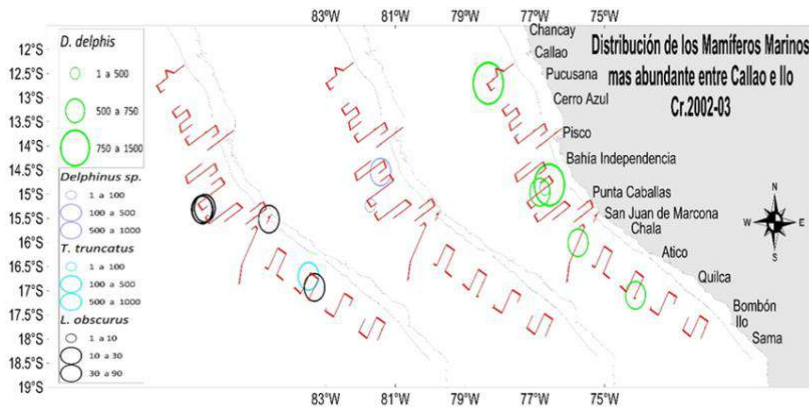 83°W 81°W 79°W 77°W 75°W
12°S
12.5°S
13°S
13.5°S
14°S
14.5°S
15°S
15.5°S
16°S
16.5°S
17°S
17.5°S
18°S
18.5°S
19°S
D. delphis
1 a 500
500 a 750
750 a 1500
Delphinus sp.
1 a 100
100 a 500
500 a 1000
T. truncatus
1 a 100
100 a 500
500 a 1000
L. obscurus
1 a 10
10 a 30
30 a 90
Distribución de los Mamíferos Marinos
mas abundante entre Callao e Ilo
Cr.2002-03
Chancay
Callao
Pucusana
Cerro Azul
Pisco
Bahía Independencia
Punta Caballas
San Juan de Marcona
Chala
Atico
Quilca
Bombón
Ilo
Sama
N
W E
S
83°W 81°W 79°W 77°W 75°W